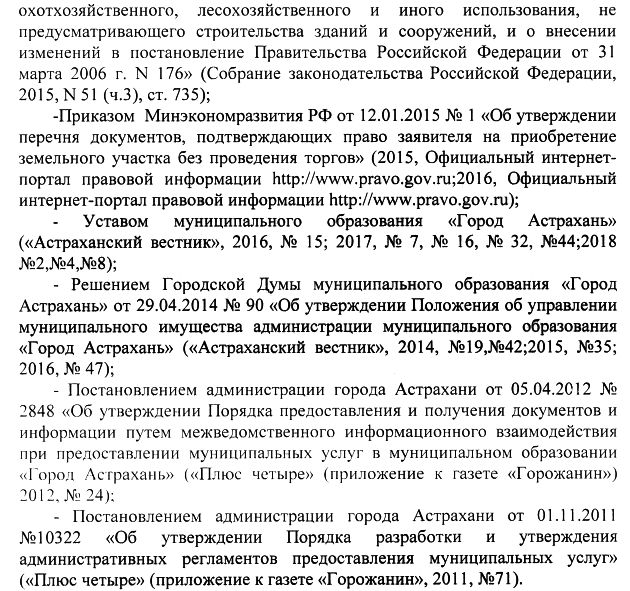 охотхозяйственного, лесохозяйственного и иного использования, не
предусматривающего строительства зданий и сооружений, и о внесении
изменений в постановление Правительства Российской Федерации от 31
марта 2006 г. N 176» (Собрание законодательства Российской Федерации,
2015, N 51 (ч.3), ст. 735);
-Приказом Минэкономразвития РФ от 12.01.2015 № 1 «Об утверждении
перечня документов, подтверждающих право заявителя на приобретение
земельного участка без проведения торгов» (2015, Официальный интернет-
портал правовой информации http://www.pravo.gov.ru;2016, Официальный
интернет-портал правовой информации http://www.pravo.gov.ru);
- Уставом муниципального образования «Город Астрахань»
(«Астраханский вестник», 2016, № 15; 2017, № 7, № 16, № 32, №44;2018
№2,№4,№8);
- Решением Городской Думы муниципального образования «Город
Астрахань» от 29.04.2014 № 90 «Об утверждении Положения об управлении
муниципального имущества администрации муниципального образования
«Город Астрахань» («Астраханский вестник», 2014, №19,№42;2015, №35;
2016, № 47);
- Постановлением администрации города Астрахани от 05.04.2012 №
2848 «Об утверждении Порядка предоставления и получения документов и
информации путем межведомственного информационного взаимодействия
при предоставлении муниципальных услуг в муниципальном образовании
«Город Астрахань» («Плюс четыре» (приложение к газете «Горожанин»)
2012, № 24);
- Постановлением администрации города Астрахани от 01.11.2011
№10322 «Об утверждении Порядка разработки и утверждения
административных регламентов предоставления муниципальных услуг»
(«Плюс четыре» (приложение к газете «Горожанин», 2011, №71).